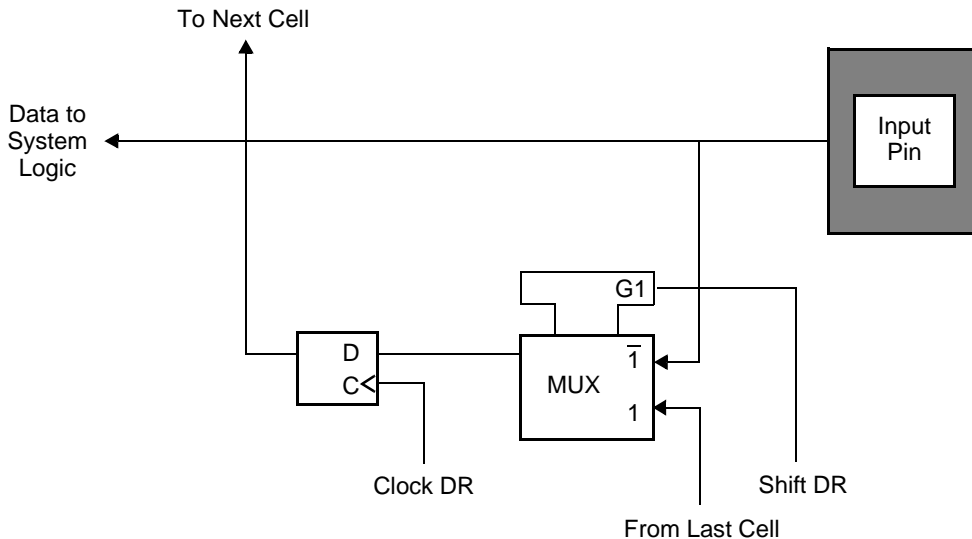 To Next Cell
Data to
System
Logic
Input
Pin
G1
D
C
MUX
1̅
1
Clock DR
Shift DR
From Last Cell